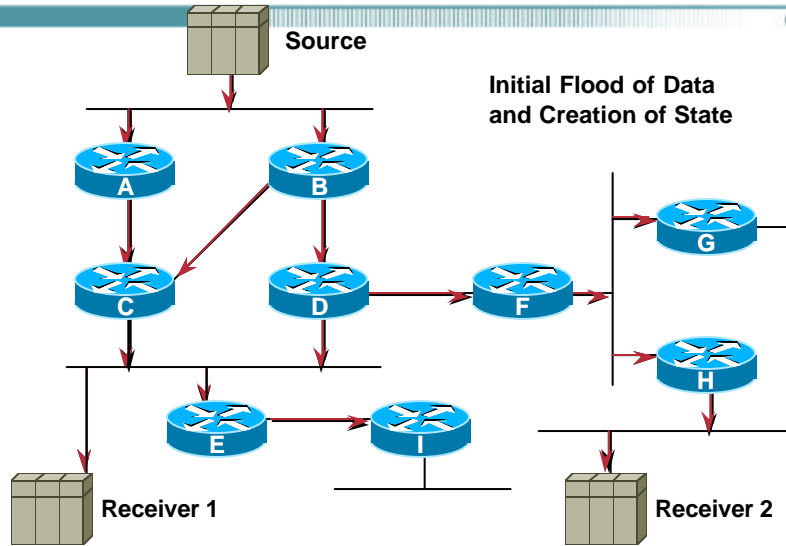 Source
Initial Flood of Data
and Creation of State
A
B
G
C
D
F
H
E
I
Receiver 1
Receiver 2